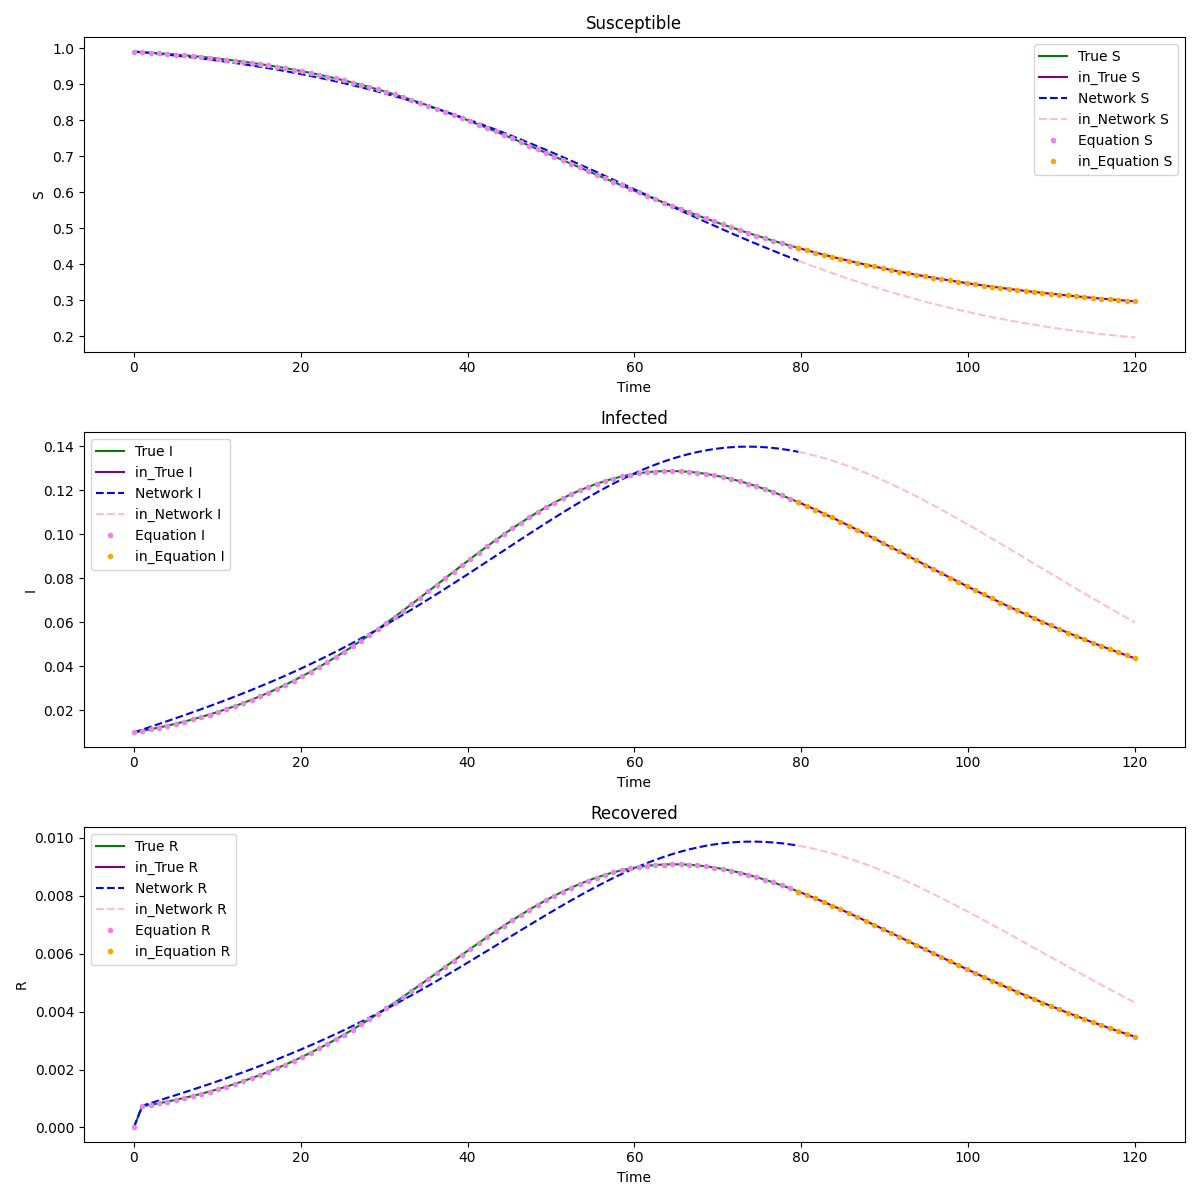 Susceptible
1.0
0.9
0.8
0.7
0.6
0.5
0.4
0.3
0.2
S
True S
in_True S
Network S
in_Network S
Equation S
in_Equation S
0 20 40 60 80 100 120
Time
Infected
0.14
0.12
0.10
0.08
0.06
0.04
0.02
I
True I
in_True I
Network I
in_Network I
Equation I
in_Equation I
0 20 40 60 80 100 120
Time
Recovered
0.010
0.008
0.006
0.004
0.002
0.000
R
True R
in_True R
Network R
in_Network R
Equation R
in_Equation R
0 20 40 60 80 100 120
Time